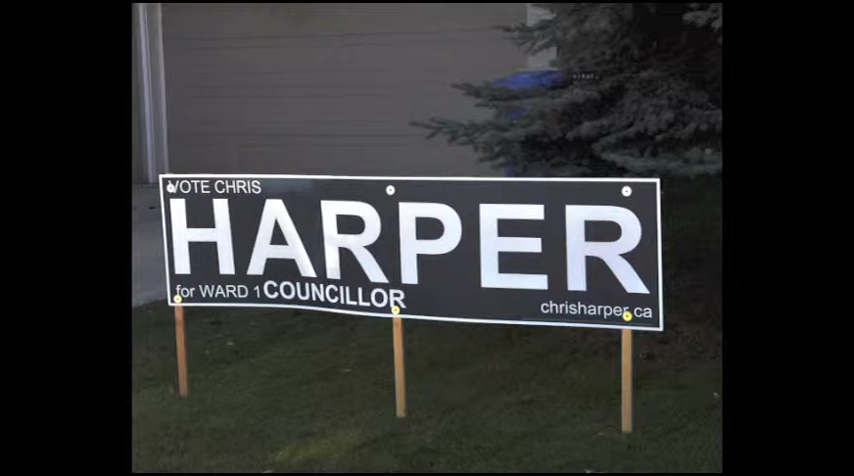 VOTE CHRIS
HARPER
for WARD 1 COUNCILLOR
chrisharper.ca